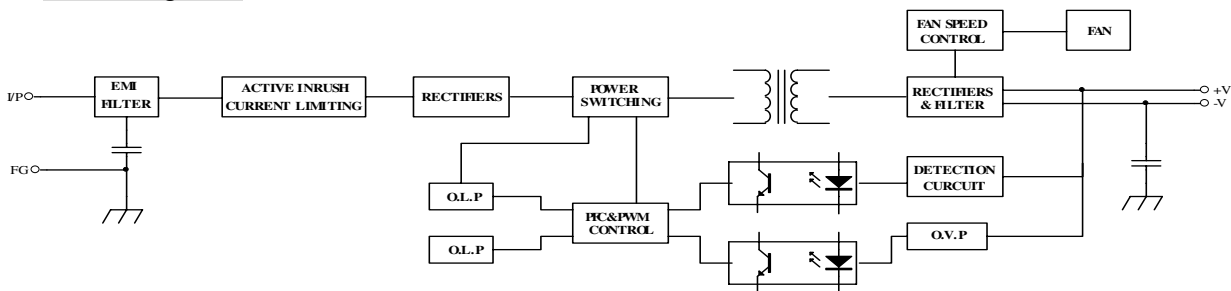 FAN SPEED
CONTROL
FAN
I/P
EMI
FILTER
ACTIVE INRUSH
CURRENT LIMITING
RECTIFIERS
POWER
SWITCHING
RECTIFIERS
& FILTER
+V
-V
FG
O.L.P
DETECTION
CURCUIT
PFC&PWM
CONTROL
O.L.P
O.V.P